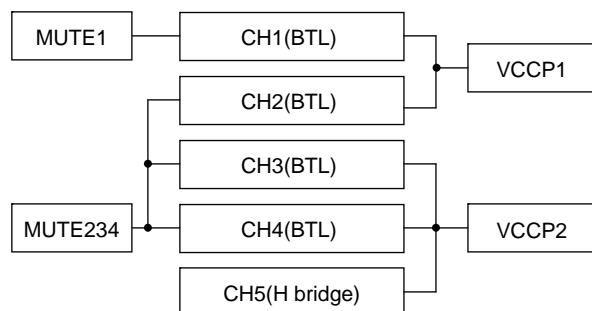 MUTE1
CH1(BTL)
VCCP1
CH2(BTL)
CH3(BTL)
MUTE234
CH4(BTL)
VCCP2
CH5(H bridge)